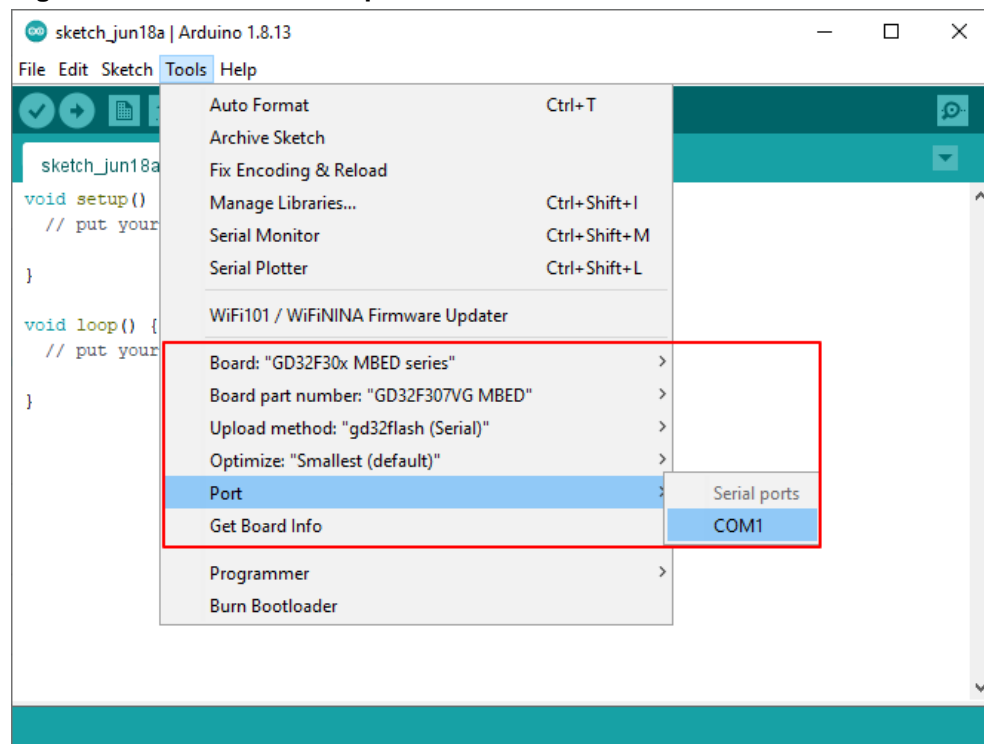 sketch_jun18a | Arduino 1.8.13
File Edit Sketch Tools Help
Auto Format Ctrl+T
Archive Sketch
sketch_jun18a
Fix Encoding & Reload
void setup()
Manage Libraries... Ctrl+Shift+I
// put your
Serial Monitor Ctrl+Shift+M
}
Serial Plotter Ctrl+Shift+L
WiFi101 / WiFiNINA Firmware Updater
void loop() {
// put your
Board: "GD32F30x MBED series"
Board part number: "GD32F307VG MBED"
}
Upload method: "gd32flash (Serial)"
Optimize: "Smallest (default)"
Port
Serial ports
Get Board Info
COM1
Programmer
Burn Bootloader